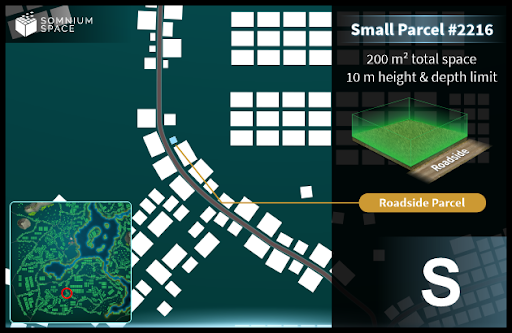 SOMNIUM
SPACE
Small Parcel #2216
200 m² total space
10 m height & depth limit
Roadside
Roadside Parcel
S